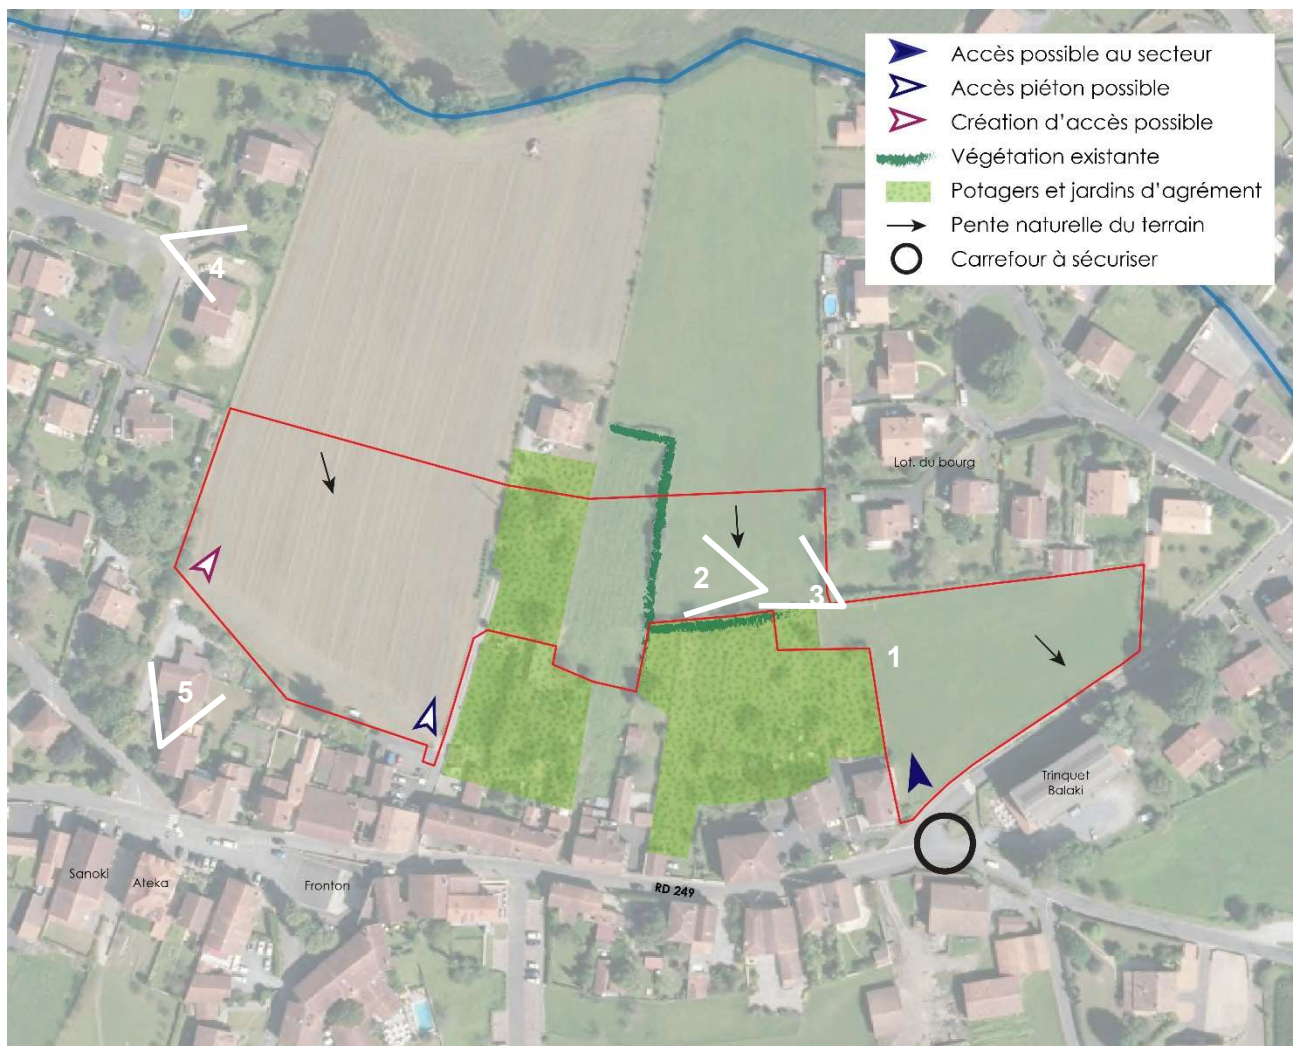 Accès possible au secteur
Accès piéton possible
Création d'accès possible
Végétation existante
Potagers et jardins d'agrément
Pente naturelle du terrain
Carrefour à sécuriser
4
Lot. du bourg
2
3
1
5
Trinquet
Balaki
Sanoki
Ateka
Fronton
RD 249